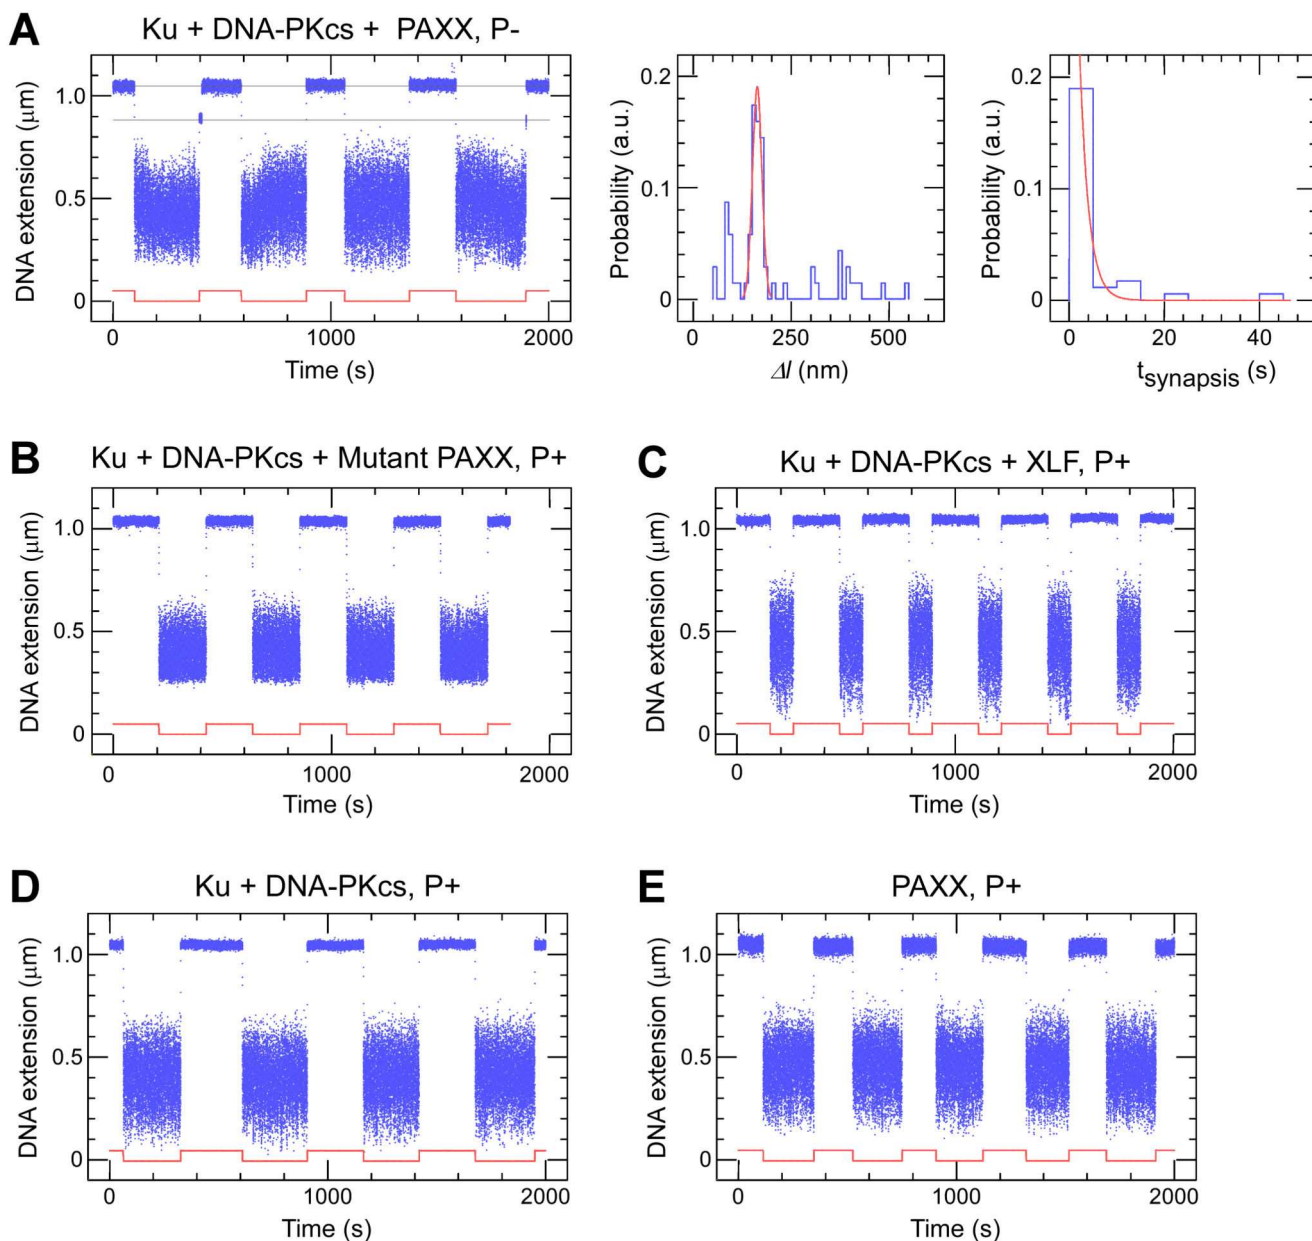 A
Ku + DNA-PKcs + PAXX, P-
DNA extension (μm)
1.0
0.5
0
0
1000
2000
Time (s)
Probability (a.u.)
0.2
0.1
0
0
250
500
Δl (nm)
Probability (a.u.)
0.2
0.1
0
0
20
40
tsynapsis (s)
B
Ku + DNA-PKcs + Mutant PAXX, P+
DNA extension (μm)
1.0
0.5
0
0
1000
2000
Time (s)
C
Ku + DNA-PKcs + XLF, P+
DNA extension (μm)
1.0
0.5
0
0
1000
2000
Time (s)
D
Ku + DNA-PKcs, P+
DNA extension (μm)
1.0
0.5
0
0
1000
2000
Time (s)
E
PAXX, P+
DNA extension (μm)
1.0
0.5
0
0
1000
2000
Time (s)